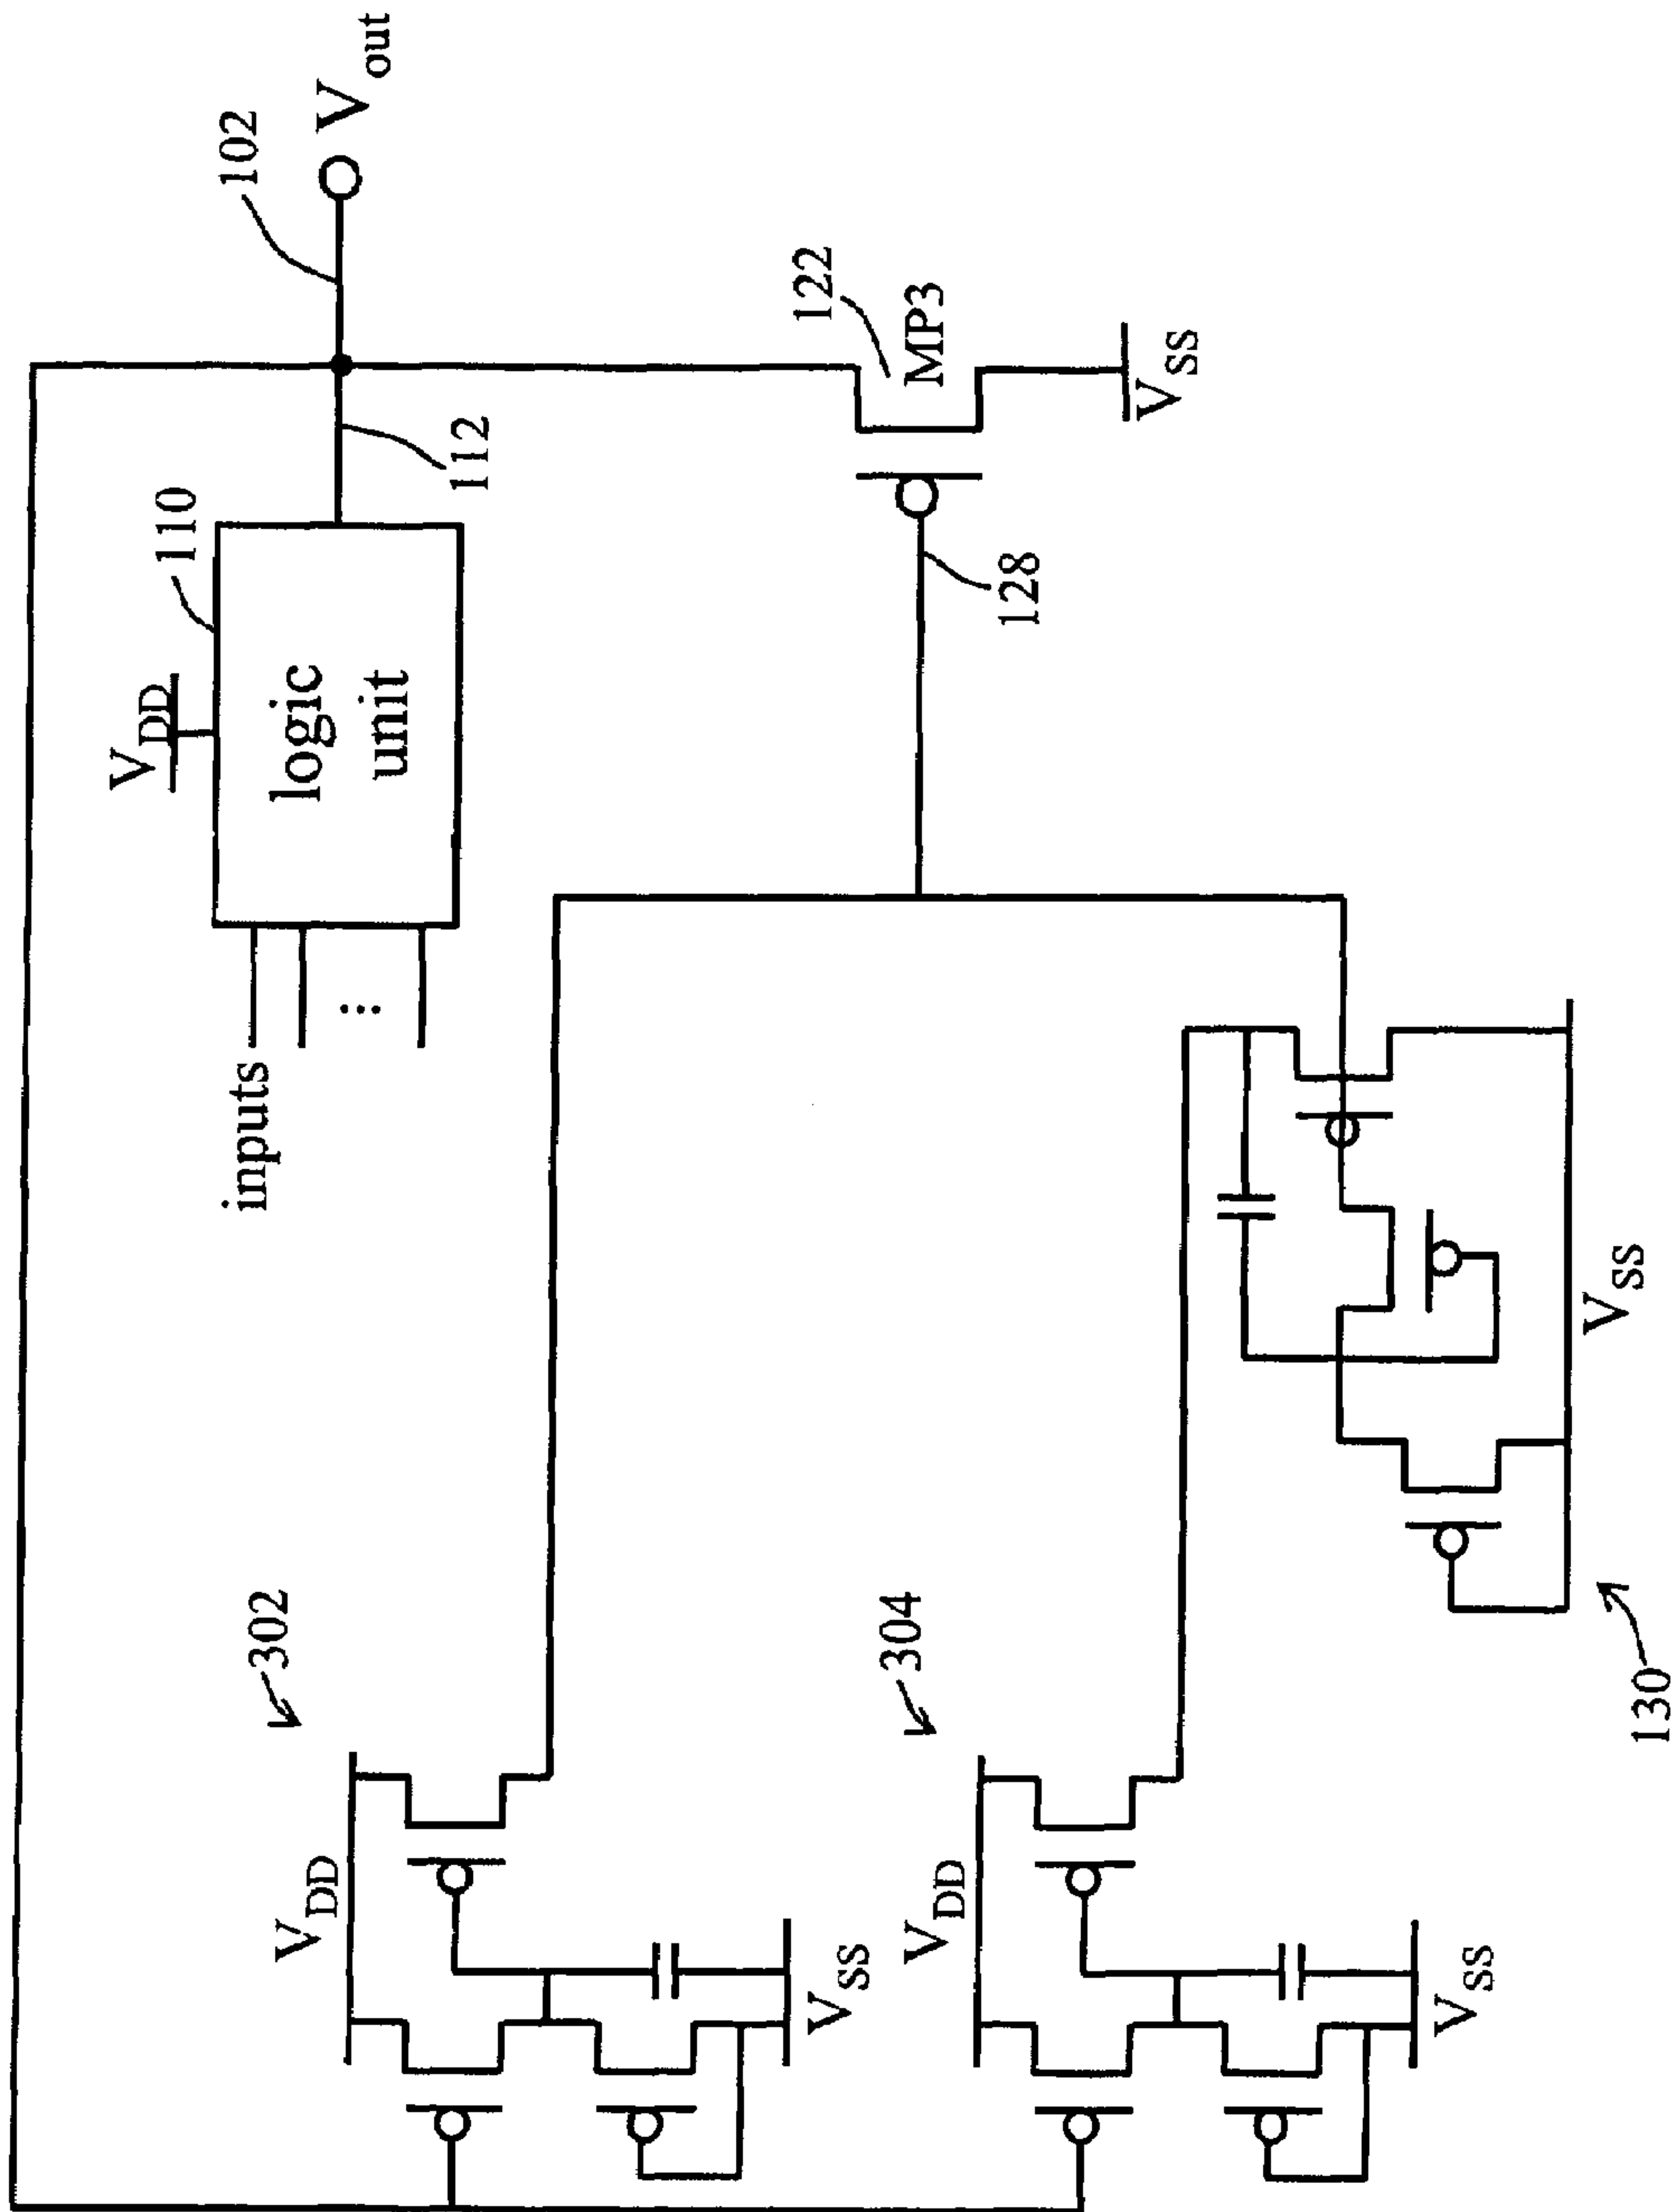 V_DD
110
102
V_out
logic
unit
inputs
⋮
112
122
MP3
V_SS
128
302
V_DD
V_SS
304
V_DD
V_SS
V_SS
130